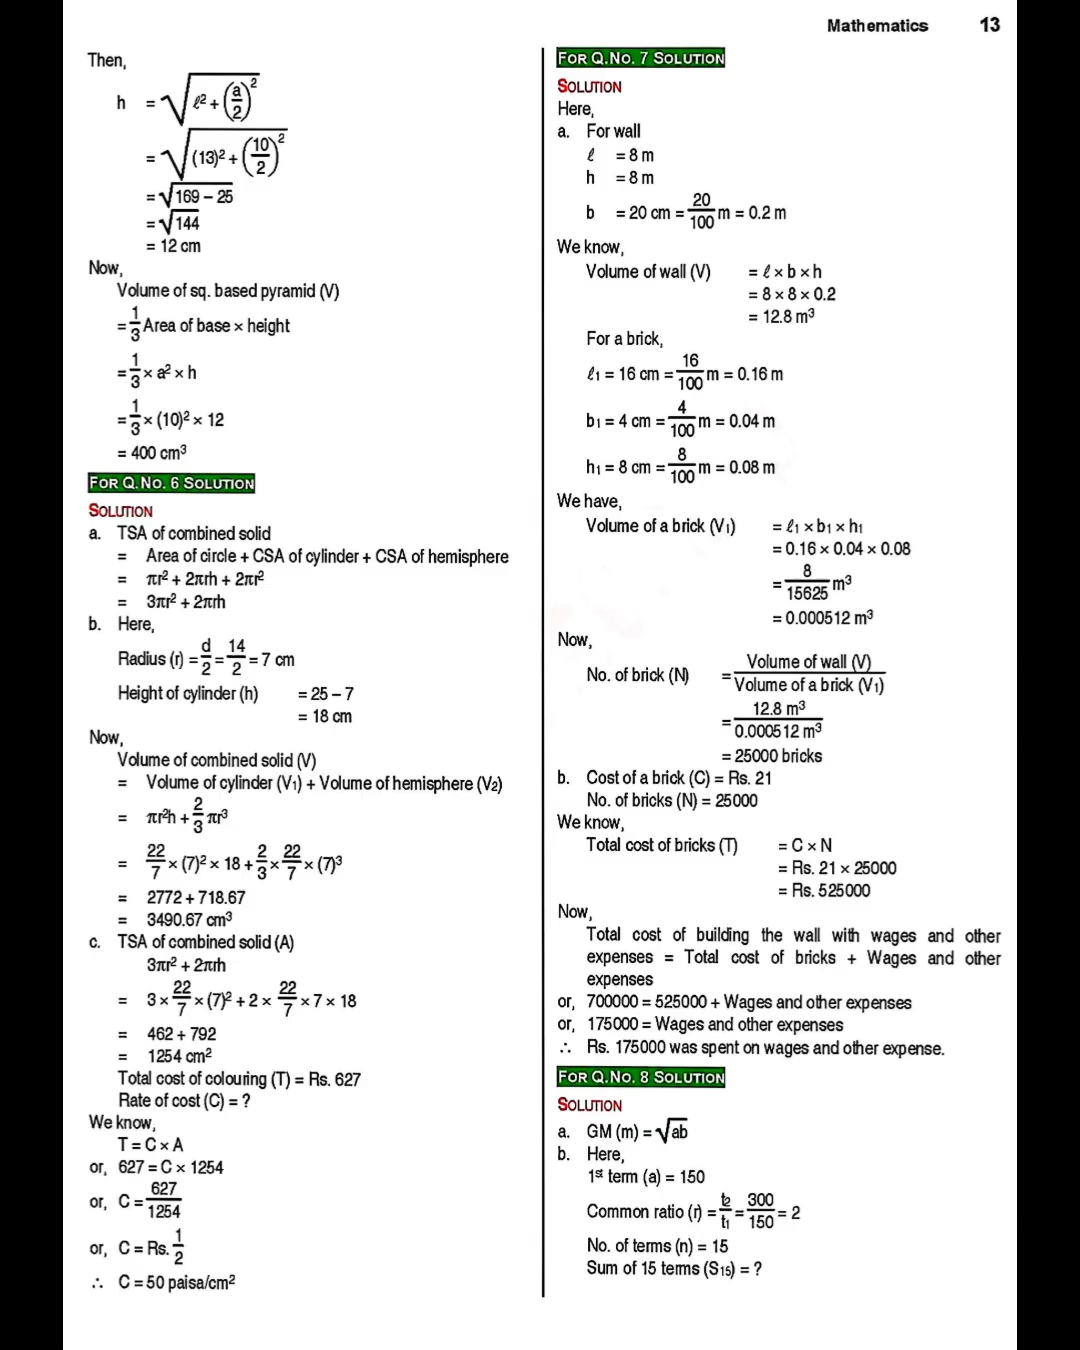 Mathematics 13
Then,
h = √(ℓ² + (a/2)²)
= √((13)² + (10/2)²)
= √(169 – 25)
= √144
= 12 cm
Now,
Volume of sq. based pyramid (V)
= 1/3 Area of base × height
= 1/3 × a² × h
= 1/3 × (10)² × 12
= 400 cm³
FOR Q.NO. 6 SOLUTION
SOLUTION
a. TSA of combined solid
= Area of circle + CSA of cylinder + CSA of hemisphere
= πr² + 2πrh + 2πr²
= 3πr² + 2πrh
b. Here,
Radius (r) = d/2 = 14/2 = 7 cm
Height of cylinder (h) = 25 – 7
= 18 cm
Now,
Volume of combined solid (V)
= Volume of cylinder (V₁) + Volume of hemisphere (V₂)
= πr²h + 2/3 πr³
= 22/7 × (7)² × 18 + 2/3 × 22/7 × (7)³
= 2772 + 718.67
= 3490.67 cm³
c. TSA of combined solid (A)
3πr² + 2πrh
= 3 × 22/7 × (7)² + 2 × 22/7 × 7 × 18
= 462 + 792
= 1254 cm²
Total cost of colouring (T) = Rs. 627
Rate of cost (C) = ?
We know,
T = C × A
or, 627 = C × 1254
or, C = 627/1254
or, C = Rs. 1/2
∴ C = 50 paisa/cm²
FOR Q.NO. 7 SOLUTION
SOLUTION
Here,
a. For wall
ℓ = 8 m
h = 8 m
b = 20 cm = 20/100 m = 0.2 m
We know,
Volume of wall (V) = ℓ × b × h
= 8 × 8 × 0.2
= 12.8 m³
For a brick,
ℓ₁ = 16 cm = 16/100 m = 0.16 m
b₁ = 4 cm = 4/100 m = 0.04 m
h₁ = 8 cm = 8/100 m = 0.08 m
We have,
Volume of a brick (V₁) = ℓ₁ × b₁ × h₁
= 0.16 × 0.04 × 0.08
= 8/15625 m³
= 0.000512 m³
Now,
No. of brick (N) = Volume of wall (V)/Volume of a brick (V₁)
= 12.8 m³/0.000512 m³
= 25000 bricks
b. Cost of a brick (C) = Rs. 21
No. of bricks (N) = 25000
We know,
Total cost of bricks (T) = C × N
= Rs. 21 × 25000
= Rs. 525000
Now,
Total cost of building the wall with wages and other
expenses = Total cost of bricks + Wages and other
expenses
or, 700000 = 525000 + Wages and other expenses
or, 175000 = Wages and other expenses
∴ Rs. 175000 was spent on wages and other expense.
FOR Q.NO. 8 SOLUTION
SOLUTION
a. GM (m) = √ab
b. Here,
1ˢᵗ term (a) = 150
Common ratio (r) = t₂/t₁ = 300/150 = 2
No. of terms (n) = 15
Sum of 15 terms (S₁₅) = ?